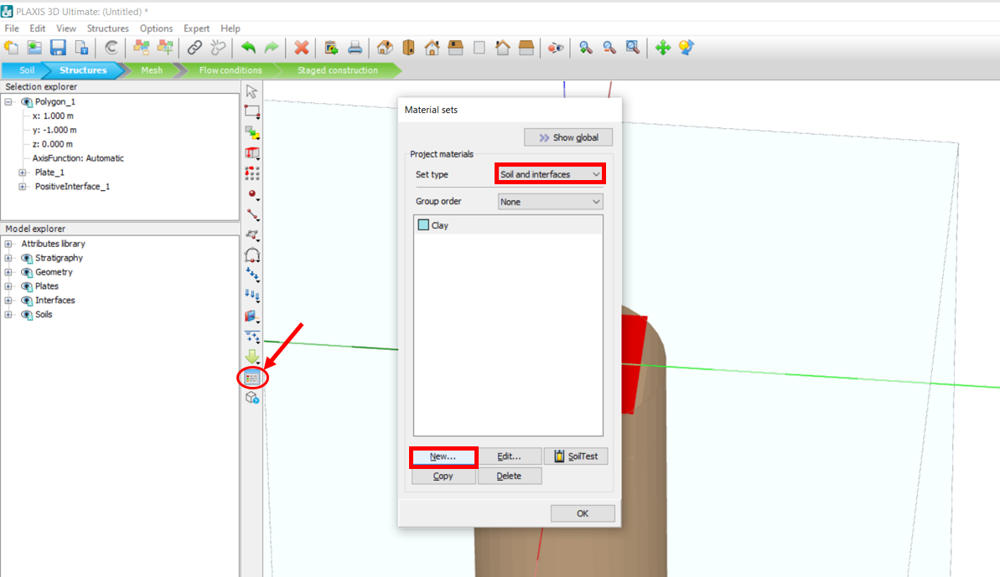 PLAXIS 3D Ultimate: (Untitled) *
File Edit View Structures Options Expert Help
Soil Structures Mesh Flow conditions Staged construction
Selection explorer
Polygon_1
x: 1.000 m
y: -1.000 m
z: 0.000 m
AxisFunction: Automatic
Plate_1
PositiveInterface_1
Model explorer
Attributes library
Stratigraphy
Geometry
Plates
Interfaces
Soils
Material sets
Show global
Project materials
Set type Soil and interfaces
Group order None
Clay
New... Edit... SoilTest
Copy Delete
OK